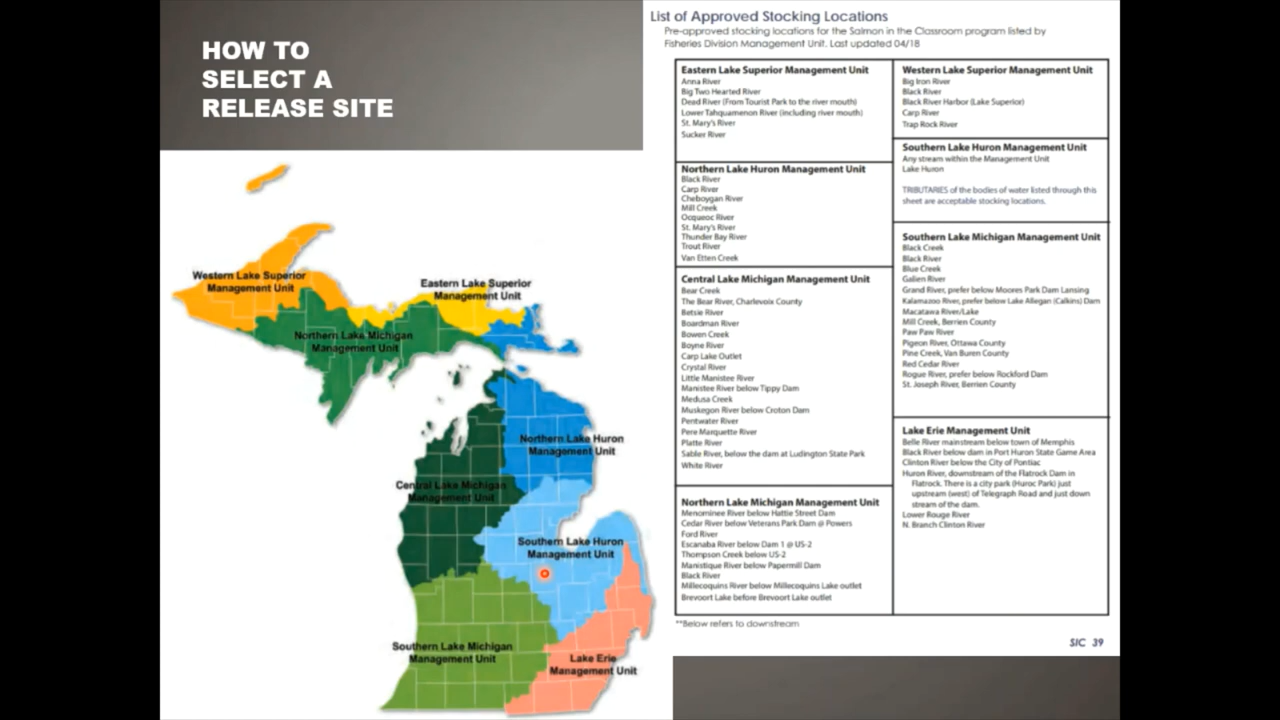 HOW TO
SELECT A
RELEASE SITE
Western Lake Superior
Management Unit
Eastern Lake Superior
Management Unit
Northern Lake Michigan
Management Unit
Northern Lake Huron
Management Unit
Central Lake Michigan
Management Unit
Southern Lake Huron
Management Unit
Southern Lake Michigan
Management Unit
Lake Erie
Management Unit
List of Approved Stocking Locations
Pre-approved stocking locations for the Salmon in the Classroom program listed by
Fisheries Division Management Unit. Last updated 04/18
Eastern Lake Superior Management Unit
Anna River
Big Two Hearted River
Dead River (From Tourist Park to the river mouth)
Lower Tahquamenon River (including river mouth)
St. Mary's River
Sucker River
Northern Lake Huron Management Unit
Black River
Carp River
Cheboygan River
Mill Creek
Ocqueoc River
St. Mary's River
Thunder Bay River
Trout River
Van Etten Creek
Central Lake Michigan Management Unit
Bear Creek
The Bear River, Charlevoix County
Betsie River
Boardman River
Bowen Creek
Boyne River
Carp Lake Outlet
Crystal River
Little Manistee River
Manistee River below Tippy Dam
Medusa Creek
Muskegon River below Croton Dam
Pentwater River
Pere Marquette River
Platte River
Sable River, below the dam at Ludington State Park
White River
Northern Lake Michigan Management Unit
Menominee River below Hattie Street Dam
Cedar River below Veterans Park Dam @ Powers
Ford River
Escanaba River below Dam 1 @ US-2
Thompson Creek below US-2
Manistique River below Papermill Dam
Black River
Millecoquins River below Millecoquins Lake outlet
Brevoort Lake before Brevoort Lake outlet
Western Lake Superior Management Unit
Big Iron River
Black River
Black River Harbor (Lake Superior)
Carp River
Trap Rock River
Southern Lake Huron Management Unit
Any stream within the Management Unit
Lake Huron
TRIBUTARIES of the bodies of water listed through this
sheet are acceptable stocking locations.
Southern Lake Michigan Management Unit
Black Creek
Black River
Blue Creek
Galien River
Grand River, prefer below Moores Park Dam Lansing
Kalamazoo River, prefer below Lake Allegan (Calkins) Dam
Macatawa River/Lake
Mill Creek, Berrien County
Paw Paw River
Pigeon River, Ottawa County
Pine Creek, Van Buren County
Red Cedar River
Rogue River, prefer below Rockford Dam
St. Joseph River, Berrien County
Lake Erie Management Unit
Belle River mainstream below town of Memphis
Black River below dam in Port Huron State Game Area
Clinton River below the City of Pontiac
Huron River, downstream of the Flatrock Dam in
Flatrock. There is a city park (Huroc Park) just
upstream (west) of Telegraph Road and just down
stream of the dam.
Lower Rouge River
N. Branch Clinton River
**Below refers to downstream
SIC 39